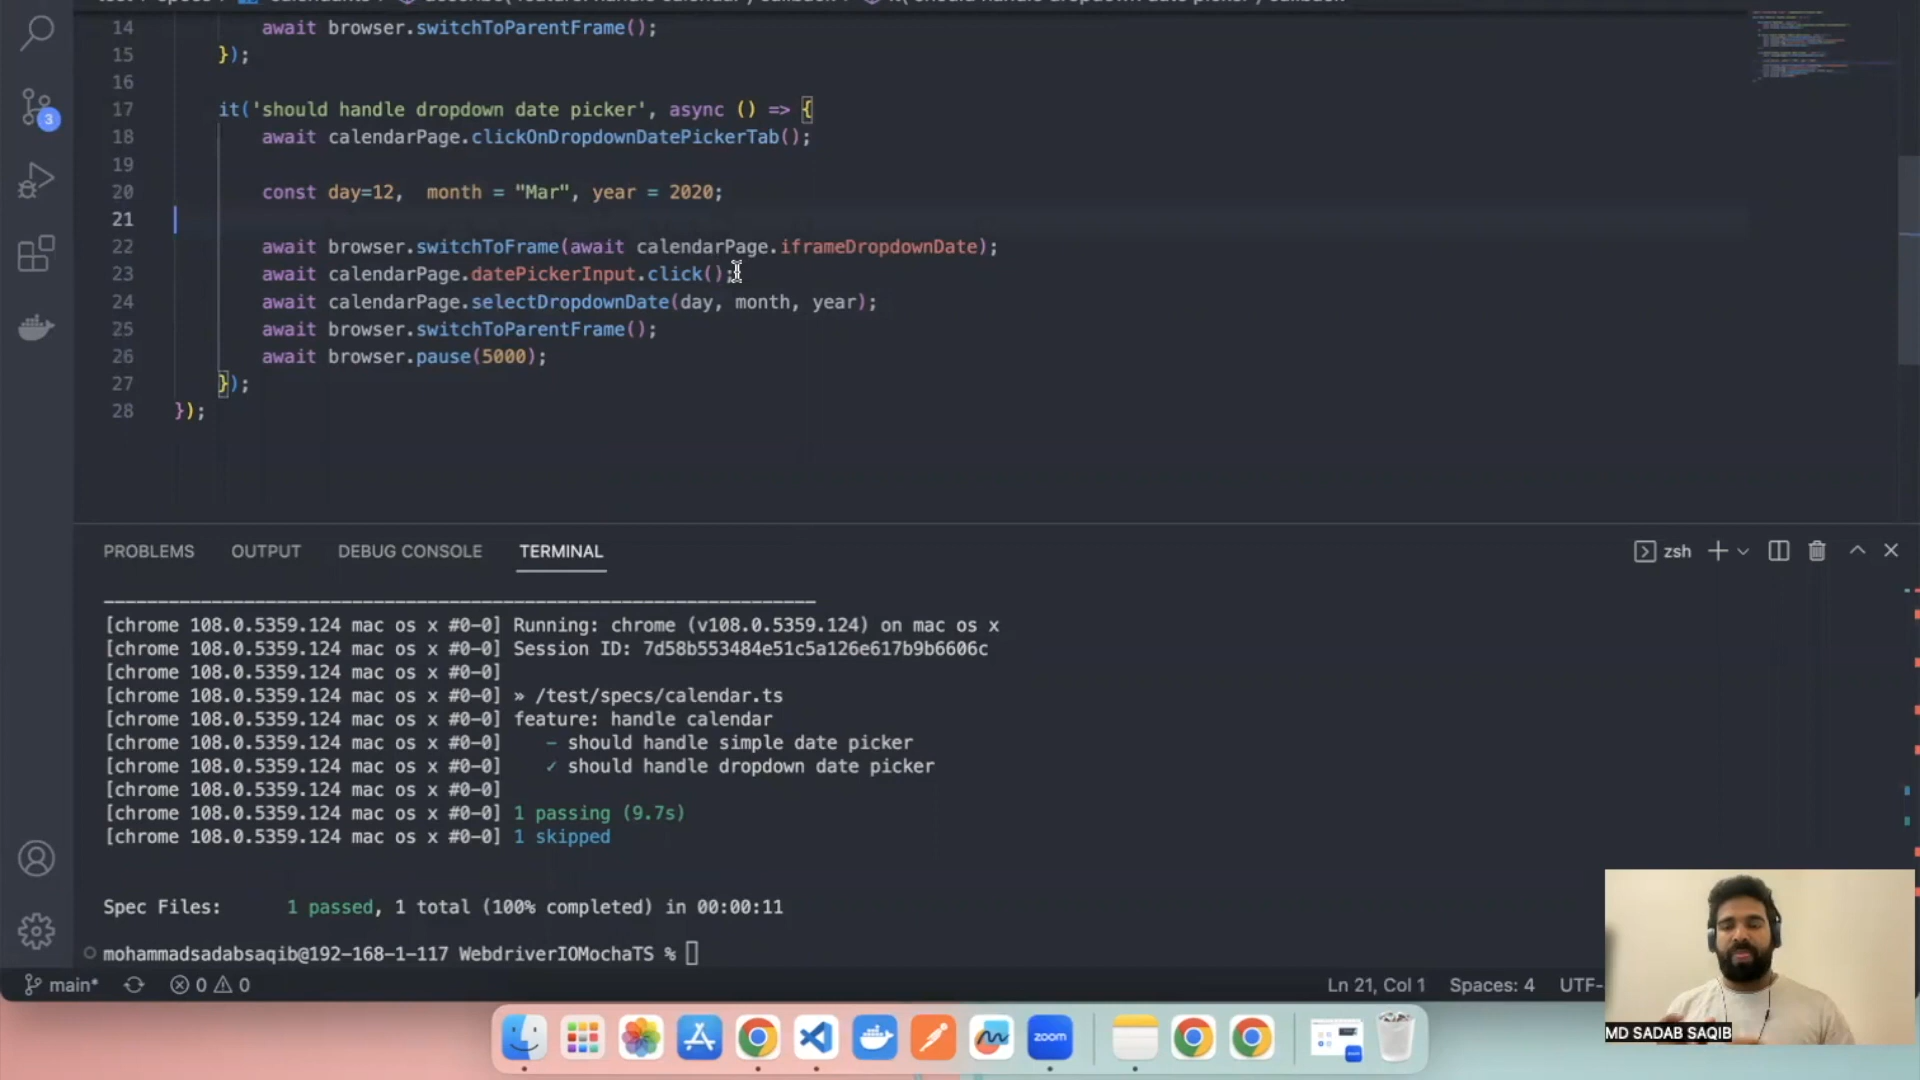 14 await browser.switchToParentFrame();
15 });
16
17 it('should handle dropdown date picker', async () => {
18 await calendarPage.clickOnDropdownDatePickerTab();
19
20 const day=12,  month = "Mar", year = 2020;
21
22 await browser.switchToFrame(await calendarPage.iframeDropdownDate);
23 await calendarPage.datePickerInput.click();
24 await calendarPage.selectDropdownDate(day, month, year);
25 await browser.switchToParentFrame();
26 await browser.pause(5000);
27 });
28 });
3
PROBLEMS OUTPUT DEBUG CONSOLE TERMINAL zsh
[chrome 108.0.5359.124 mac os x #0-0] Running: chrome (v108.0.5359.124) on mac os x
[chrome 108.0.5359.124 mac os x #0-0] Session ID: 7d58b553484e51c5a126e617b9b6606c
[chrome 108.0.5359.124 mac os x #0-0]
[chrome 108.0.5359.124 mac os x #0-0] » /test/specs/calendar.ts
[chrome 108.0.5359.124 mac os x #0-0] feature: handle calendar
[chrome 108.0.5359.124 mac os x #0-0] - should handle simple date picker
[chrome 108.0.5359.124 mac os x #0-0] ✓ should handle dropdown date picker
[chrome 108.0.5359.124 mac os x #0-0]
[chrome 108.0.5359.124 mac os x #0-0] 1 passing (9.7s)
[chrome 108.0.5359.124 mac os x #0-0] 1 skipped
Spec Files: 1 passed, 1 total (100% completed) in 00:00:11
mohammadsadabsaqib@192-168-1-117 WebdriverIOMochaTS %
main* 0 0 Ln 21, Col 1 Spaces: 4 UTF-
MD SADAB SAQIB
zoom